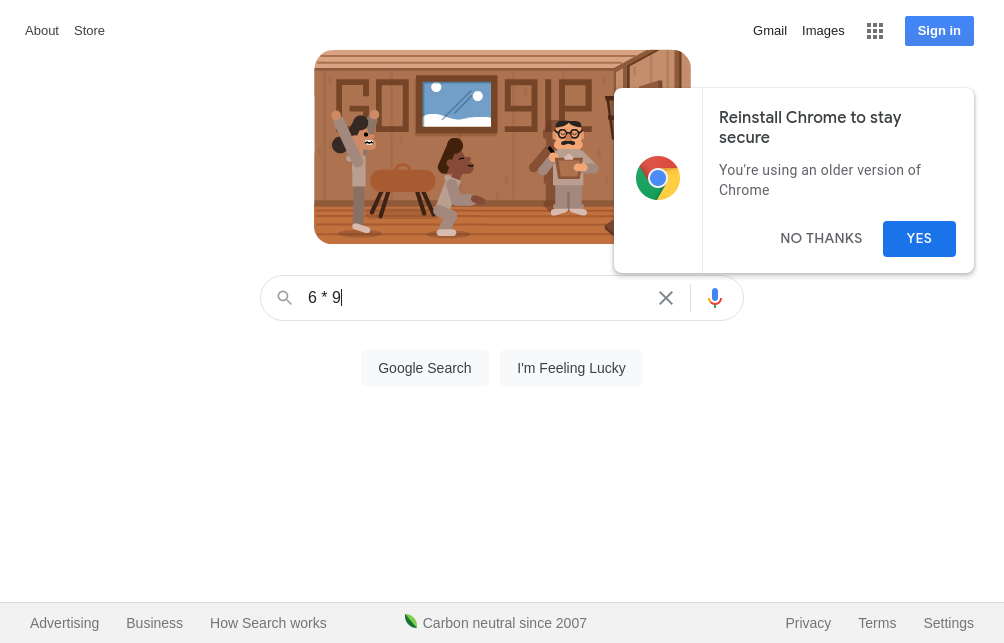 About Store
Gmail Images Sign in
Reinstall Chrome to stay
secure
You're using an older version of
Chrome
NO THANKS YES
6 * 9
Google Search I'm Feeling Lucky
Advertising Business How Search works Carbon neutral since 2007 Privacy Terms Settings